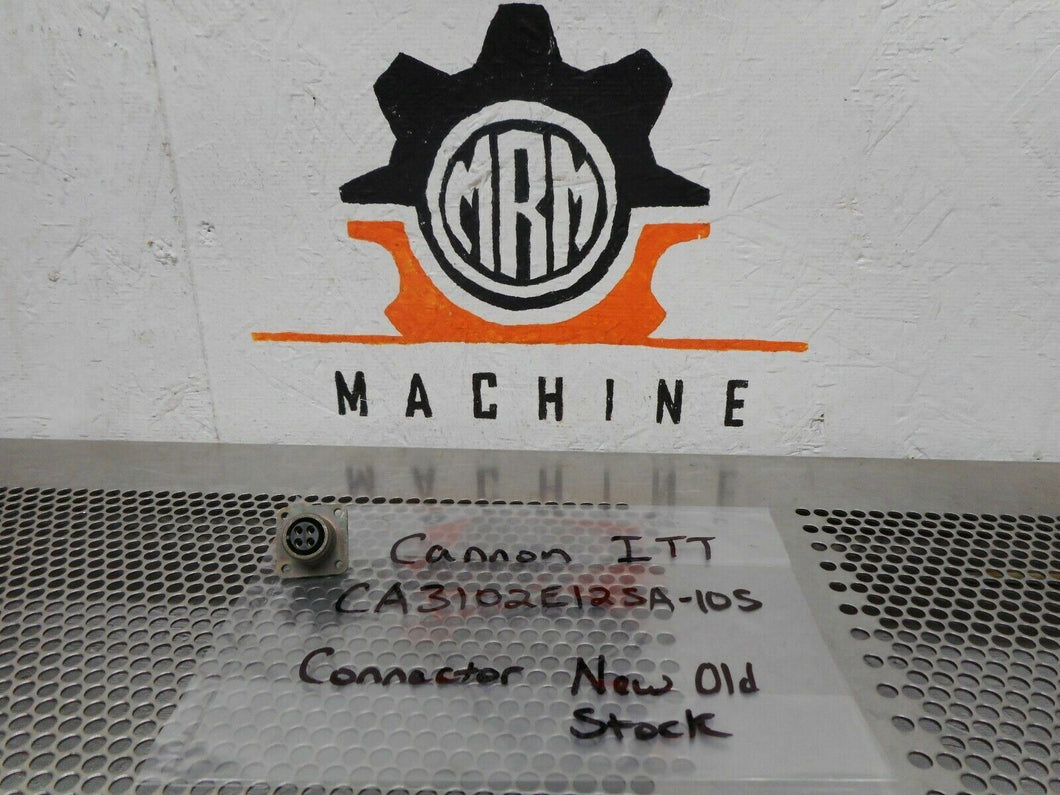 MRM
MACHINE
Cannon ITT
CA3102E12SA-10S
Connector New Old
Stock